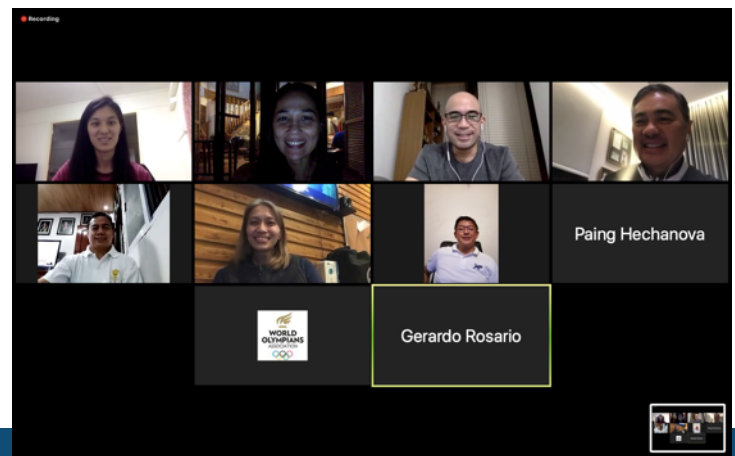 Recording
Paing Hechanova
WORLD
OLYMPIANS
ASSOCIATION
Gerardo Rosario